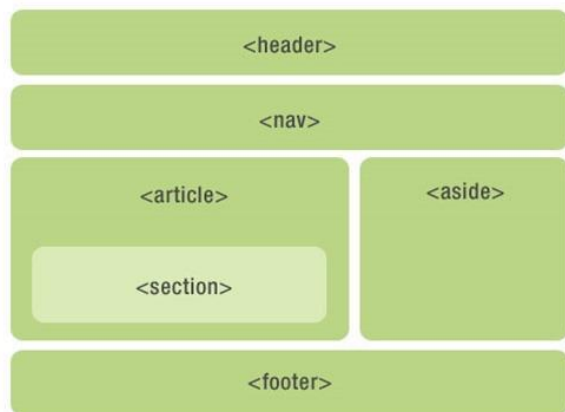 <header>
<nav>
<article>
<aside>
<section>
<footer>